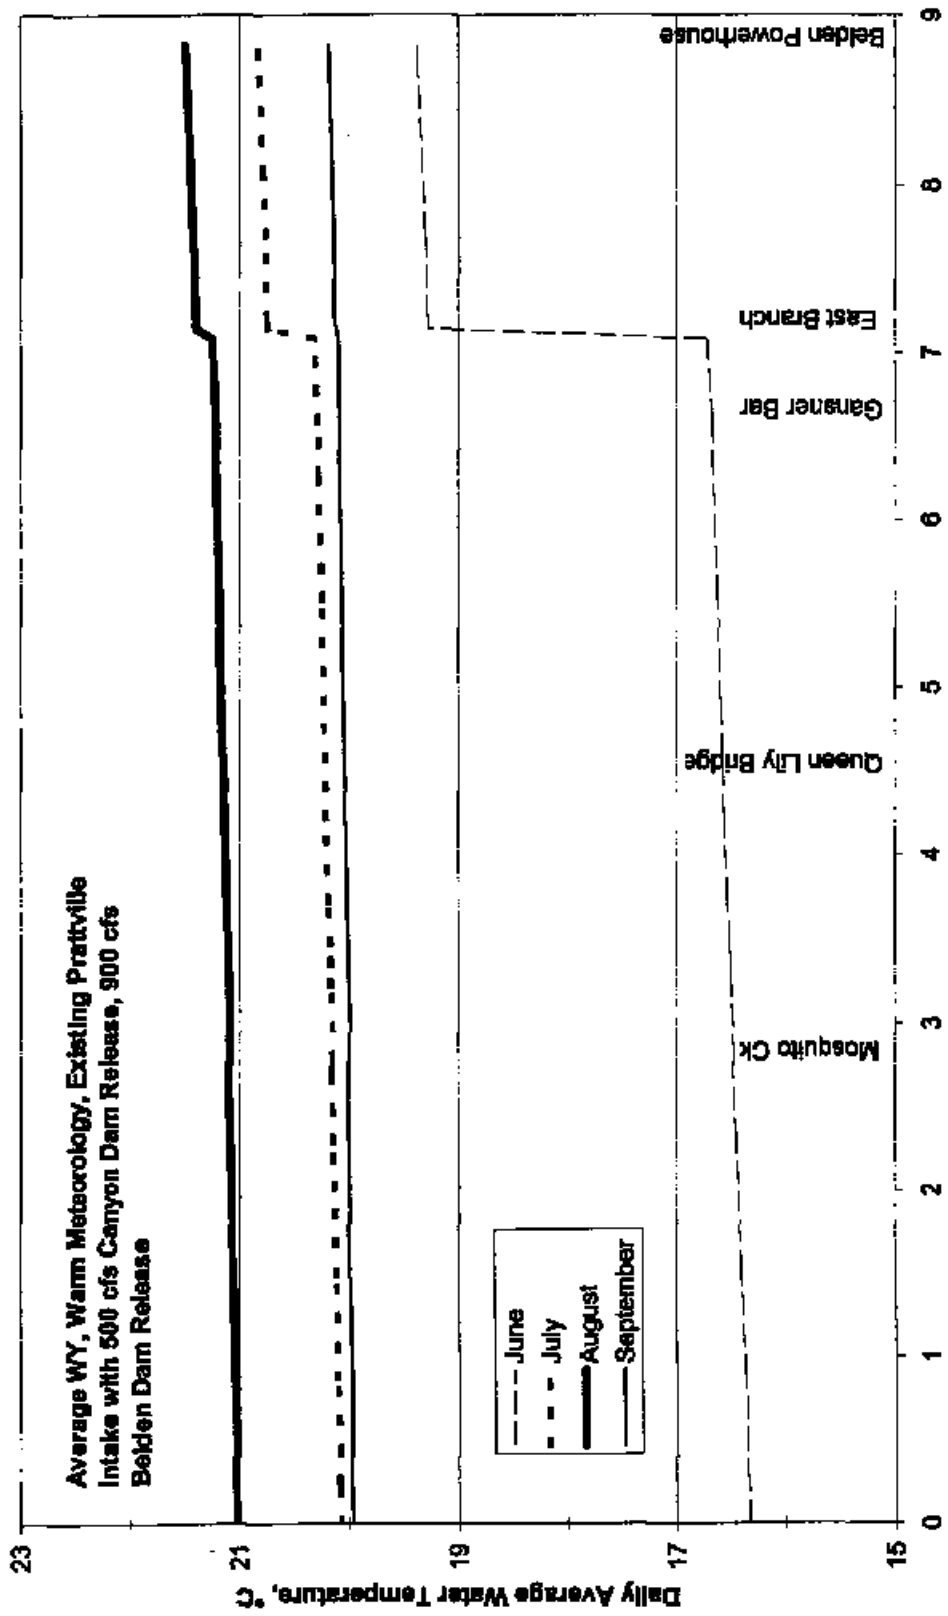 Average WY, Warm Meteorology, Existing Prattville
Intake with 500 cfs Canyon Dam Release, 900 cfs
Belden Dam Release
Daily Average Water Temperature, °C
23
21
19
17
15
June
July
August
September
Mosquito Ck
Queen Lily Bridge
Gansner Bar
East Branch
Belden Powerhouse
0
1
2
3
4
5
6
7
8
9